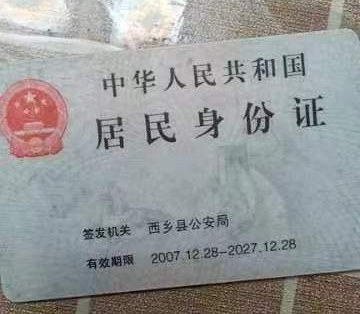 中华人民共和国
居民身份证
签发机关 西乡县公安局
有效期限 2007.12.28-2027.12.28